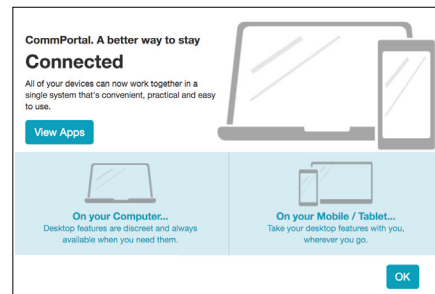 CommPortal. A better way to stay
Connected
All of your devices can now work together in a
single system that's convenient, practical and easy
to use.
View Apps
On your Computer...
Desktop features are discreet and always
available when you need them.
On your Mobile / Tablet...
Take your desktop features with you,
wherever you go.
OK